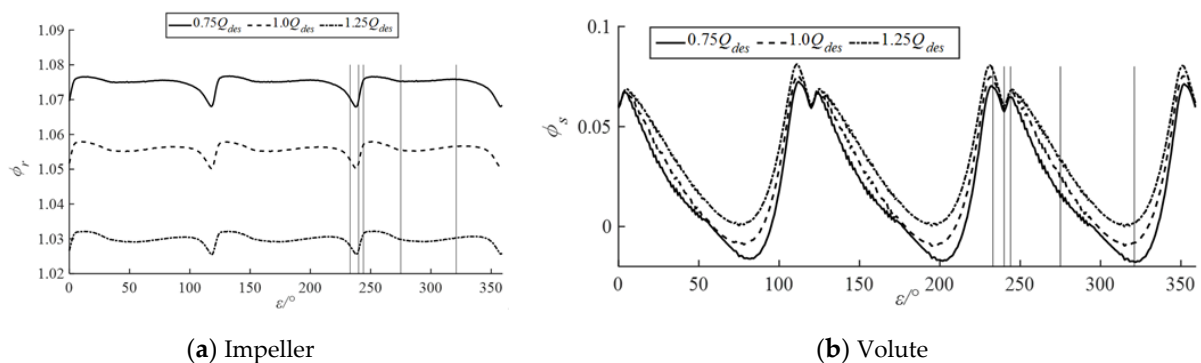 0.75Q_des 1.0Q_des 1.25Q_des
1.09
1.08
1.07
1.06
1.05
1.04
1.03
1.02
ϕ_r
0 50 100 150 200 250 300 350
ε/°
(a) Impeller
0.1
0.75Q_des 1.0Q_des 1.25Q_des
0.05
0
ϕ_s
0 50 100 150 200 250 300 350
ε/°
(b) Volute